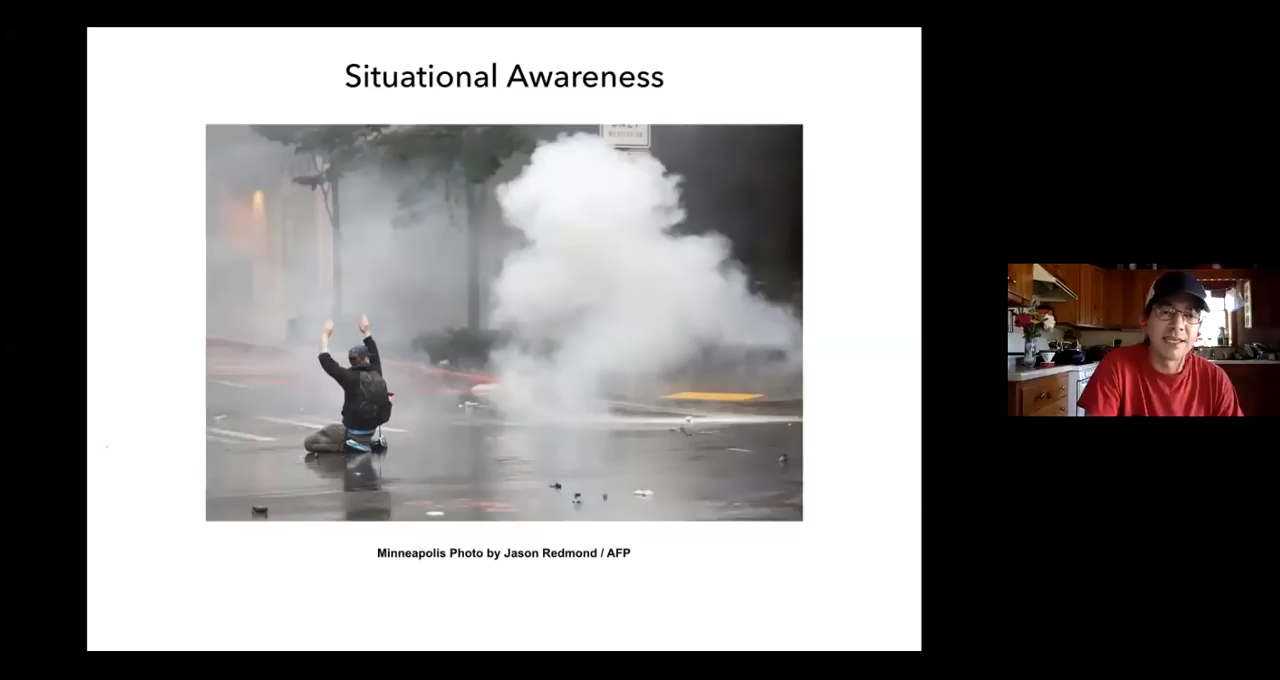 Situational Awareness
Minneapolis Photo by Jason Redmond / AFP